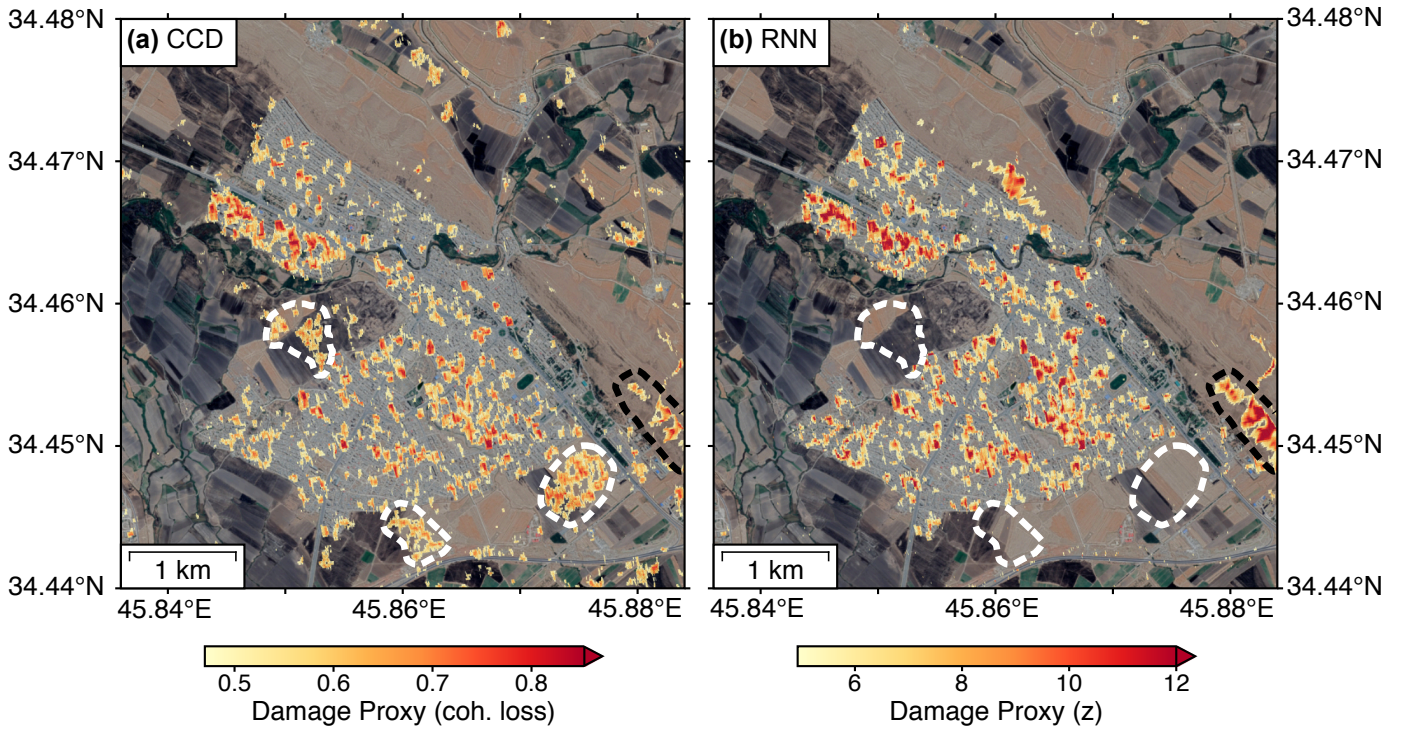 (a) CCD
(b) RNN
34.48°N
34.48°N
34.47°N
34.47°N
34.46°N
34.46°N
34.45°N
34.45°N
34.44°N
34.44°N
1 km
1 km
45.84°E
45.86°E
45.88°E
45.84°E
45.86°E
45.88°E
0.5
0.6
0.7
0.8
6
8
10
12
Damage Proxy (coh. loss)
Damage Proxy (z)